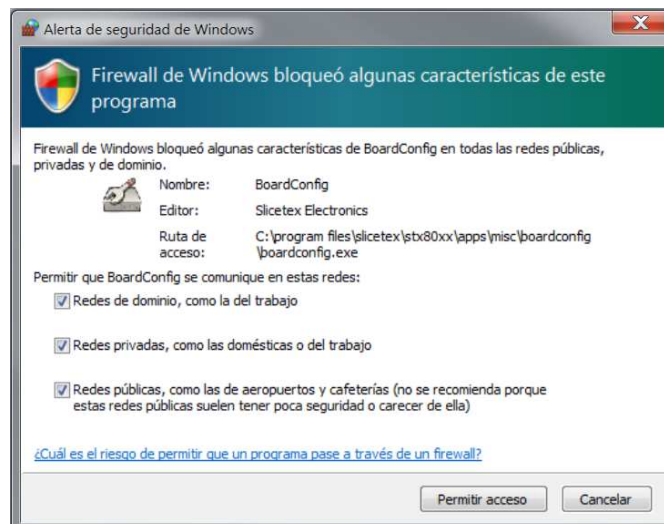 Alerta de seguridad de Windows
Firewall de Windows bloqueó algunas características de este
programa
Firewall de Windows bloqueó algunas características de BoardConfig en todas las redes públicas,
privadas y de dominio.
Nombre: BoardConfig
Editor: Slicetex Electronics
Ruta de C:\program files\slicetex\stx80xx\apps\misc\boardconfig
acceso: \boardconfig.exe
Permitir que BoardConfig se comunique en estas redes:
Redes de dominio, como la del trabajo
Redes privadas, como las domésticas o del trabajo
Redes públicas, como las de aeropuertos y cafeterías (no se recomienda porque
estas redes públicas suelen tener poca seguridad o carecer de ella)
¿Cuál es el riesgo de permitir que un programa pase a través de un firewall?
Permitir acceso Cancelar